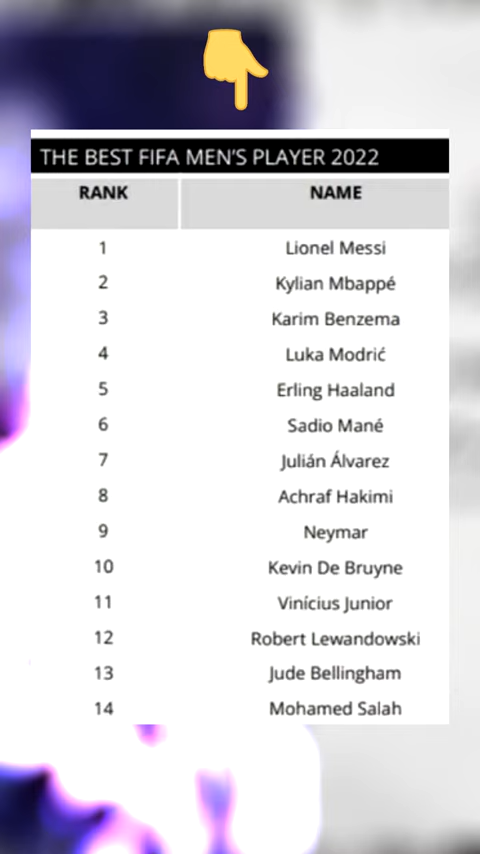 THE BEST FIFA MEN'S PLAYER 2022
RANK NAME
1 Lionel Messi
2 Kylian Mbappé
3 Karim Benzema
4 Luka Modrić
5 Erling Haaland
6 Sadio Mané
7 Julián Álvarez
8 Achraf Hakimi
9 Neymar
10 Kevin De Bruyne
11 Vinícius Junior
12 Robert Lewandowski
13 Jude Bellingham
14 Mohamed Salah